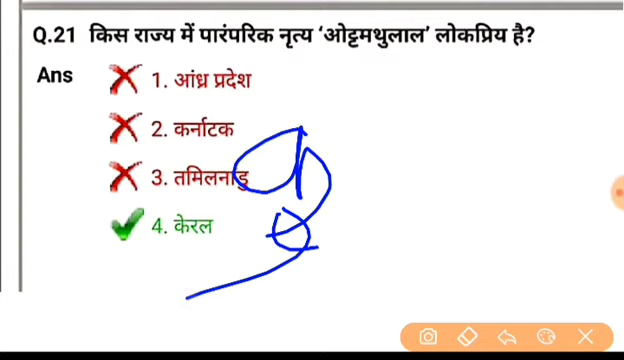 Q.21 किस राज्य में पारंपरिक नृत्य ‘ओट्टमथुलाल’ लोकप्रिय है?
Ans 1. आंध्र प्रदेश
2. कर्नाटक
3. तमिलनाडु
4. केरल